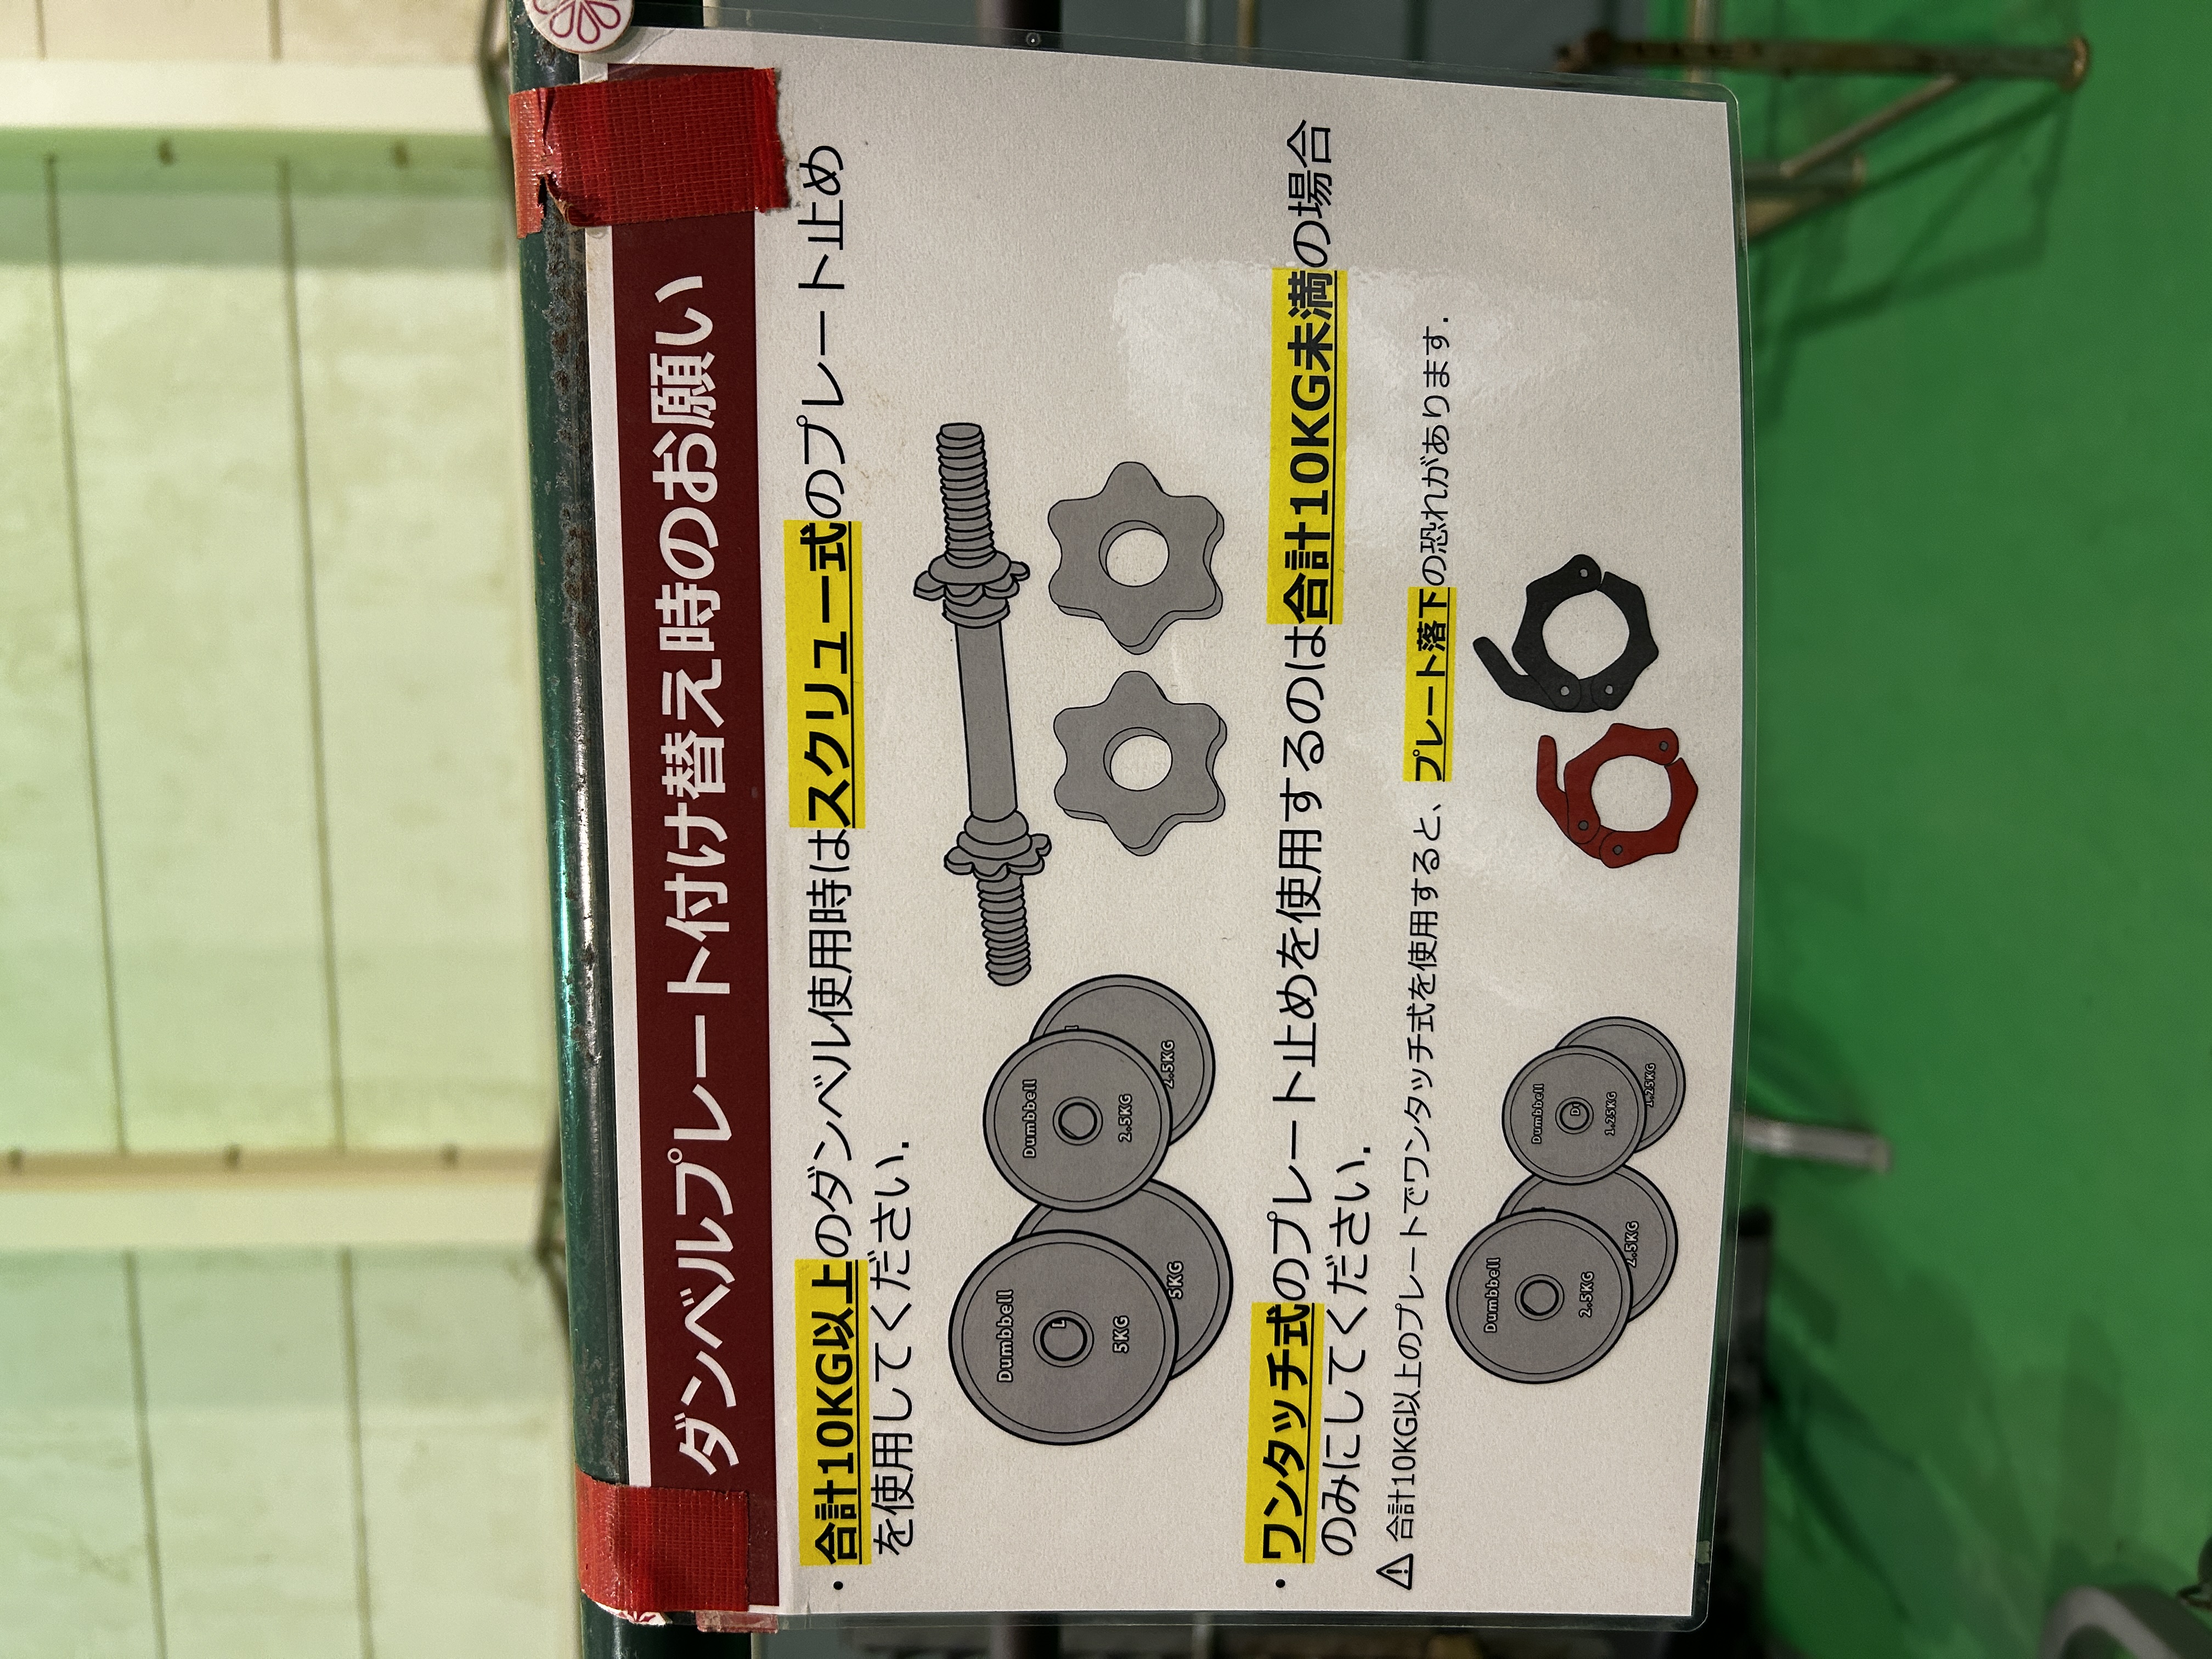 ダンベルプレート付け替え時のお願い
・合計10KG以上のダンベル使用時はスクリュー式のプレート止め
を使用してください.
Dumbbell
5KG
5KG
Dumbbell
2.5KG
2.5KG
・ワンタッチ式のプレート止めを使用するのは合計10KG未満の場合
のみにしてください.
⚠ 合計10KG以上のプレートでワンタッチ式を使用すると、プレート落下の恐れがあります.
Dumbbell
2.5KG
2.5KG
Dumbbell
1.25KG
1.25KG